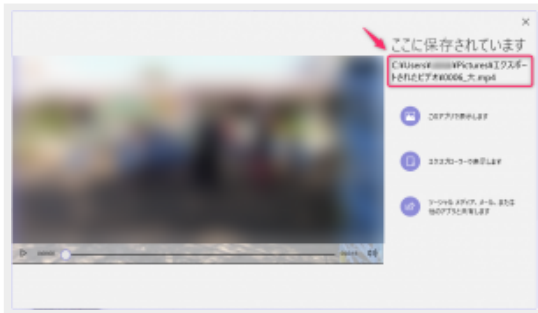 ここに保存されています
C:¥Users¥ ¥Pictures¥エクスポー
トされたビデオ¥0006_大.mp4
このアプリで表示します
エクスプローラーで表示します
ソーシャル メディア、メール、または
他のアプリと共有します